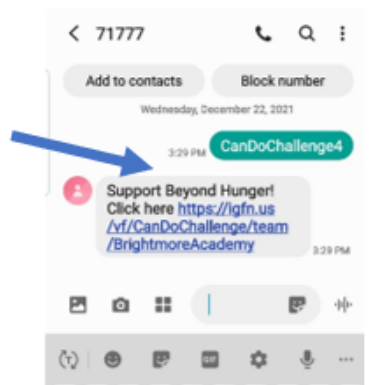 71777
Add to contacts
Block number
Wednesday, December 22, 2021
3:29 PM
CanDoChallenge4
Support Beyond Hunger!
Click here https://igfn.us
/vf/CanDoChallenge/team
/BrightmoreAcademy
3:29 PM
GIF
(T)